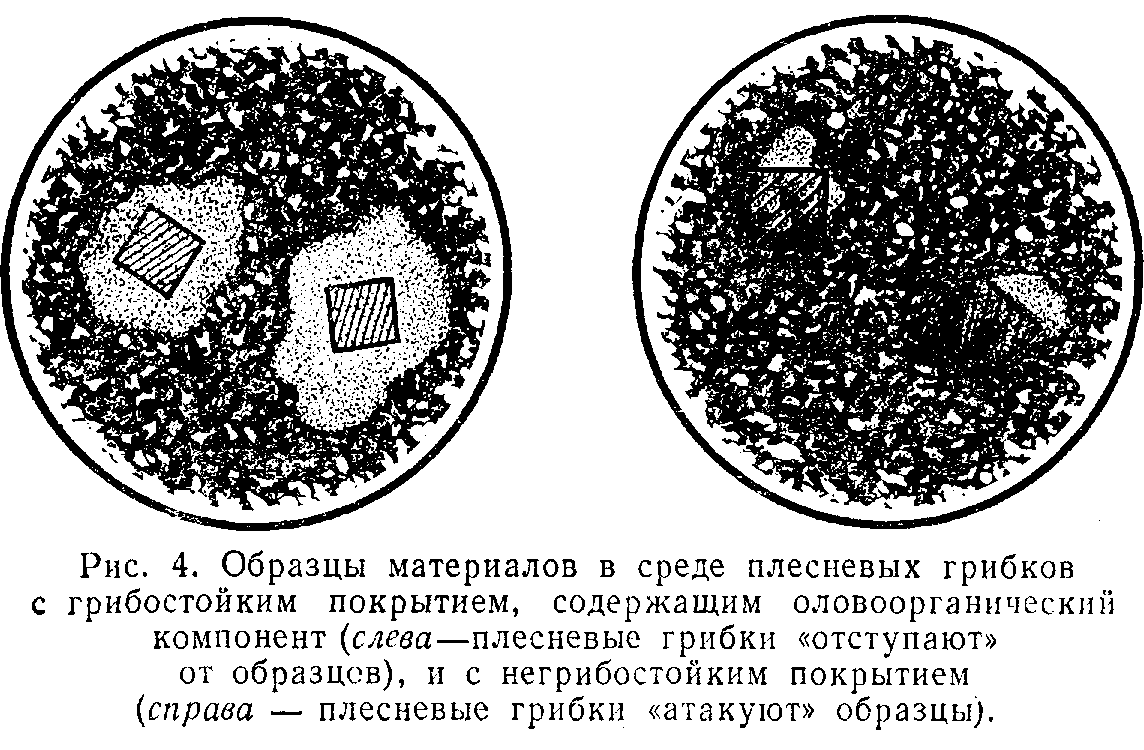 Рис. 4. Образцы материалов в среде плесневых грибков
с грибостойким покрытием, содержащим оловоорганический
компонент (слева—плесневые грибки «отступают»
от образцов), и с негрибостойким покрытием
(справа — плесневые грибки «атакуют» образцы).